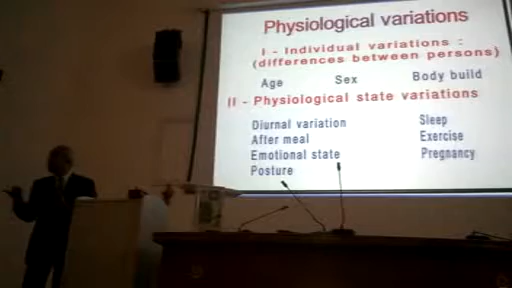 Physiological variations
I - Individual variations :
(differences between persons)
Age Sex Body build
II - Physiological state variations
Diurnal variation Sleep
After meal Exercise
Emotional state Pregnancy
Posture